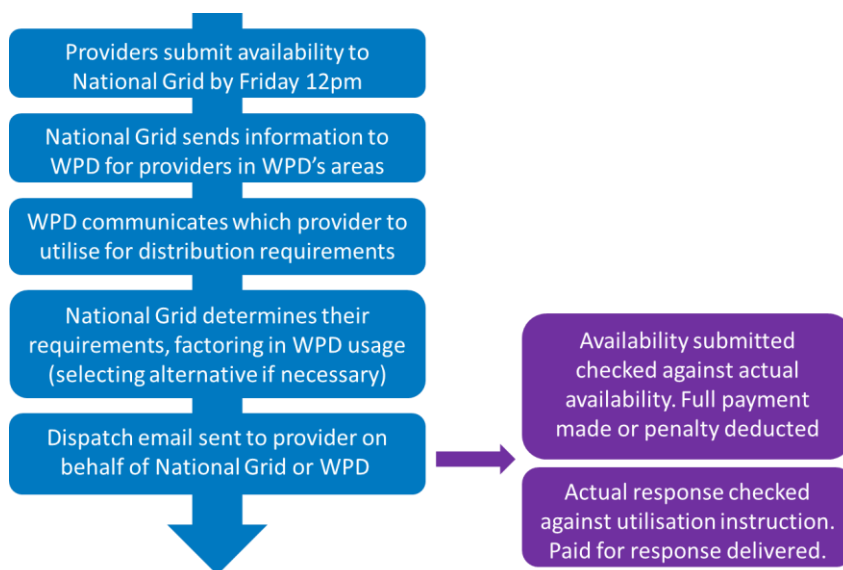 Providers submit availability to
National Grid by Friday 12pm
National Grid sends information to
WPD for providers in WPD's areas
WPD communicates which provider to
utilise for distribution requirements
National Grid determines their
requirements, factoring in WPD usage
(selecting alternative if necessary)
Dispatch email sent to provider on
behalf of National Grid or WPD
Availability submitted
checked against actual
availability. Full payment
made or penalty deducted
Actual response checked
against utilisation instruction.
Paid for response delivered.